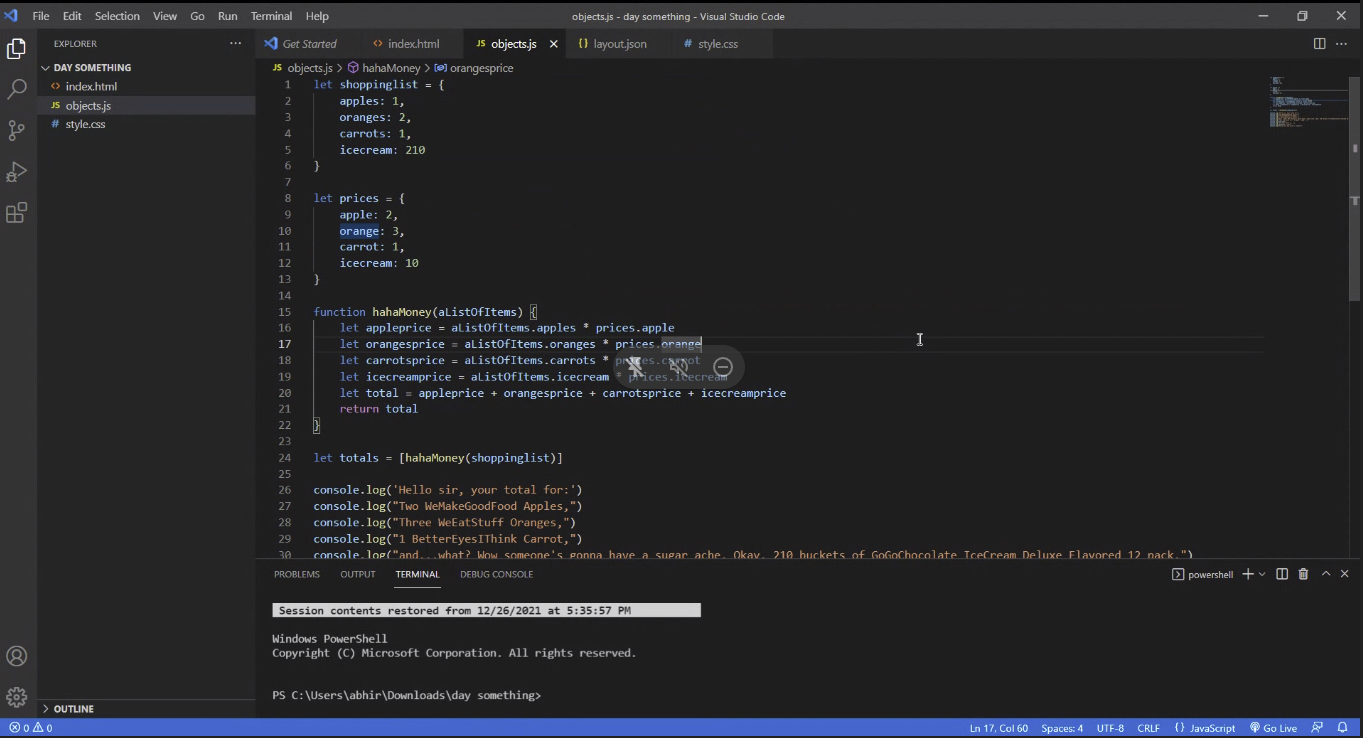 File Edit Selection View Go Run Terminal Help
objects.js - day something - Visual Studio Code
EXPLORER
DAY SOMETHING
index.html
JS objects.js
# style.css
OUTLINE
Get Started
index.html
JS objects.js
{} layout.json
# style.css
JS objects.js > hahaMoney > orangesprice
1 let shoppinglist = {
2     apples: 1,
3     oranges: 2,
4     carrots: 1,
5     icecream: 210
6 }
7
8 let prices = {
9     apple: 2,
10     orange: 3,
11     carrot: 1,
12     icecream: 10
13 }
14
15 function hahaMoney(aListOfItems) {
16     let appleprice = aListOfItems.apples * prices.apple
17     let orangesprice = aListOfItems.oranges * prices.orange
18     let carrotsprice = aListOfItems.carrots * prices.carrot
19     let icecreamprice = aListOfItems.icecream * prices.icecream
20     let total = appleprice + orangesprice + carrotsprice + icecreamprice
21     return total
22 }
23
24 let totals = [hahaMoney(shoppinglist)]
25
26 console.log('Hello sir, your total for:')
27 console.log("Two WeMakeGoodFood Apples,")
28 console.log("Three WeEatStuff Oranges,")
29 console.log("1 BetterEyesIThink Carrot,")
30 console.log("and...what? Wow someone's gonna have a sugar ache. Okay, 210 buckets of GoGoChocolate IceCream Deluxe Flavored 12 pack.")
PROBLEMS OUTPUT TERMINAL DEBUG CONSOLE
powershell
Session contents restored from 12/26/2021 at 5:35:57 PM
Windows PowerShell
Copyright (C) Microsoft Corporation. All rights reserved.
PS C:\Users\abhir\Downloads\day something>
0 0
Ln 17, Col 60 Spaces: 4 UTF-8 CRLF {} JavaScript Go Live